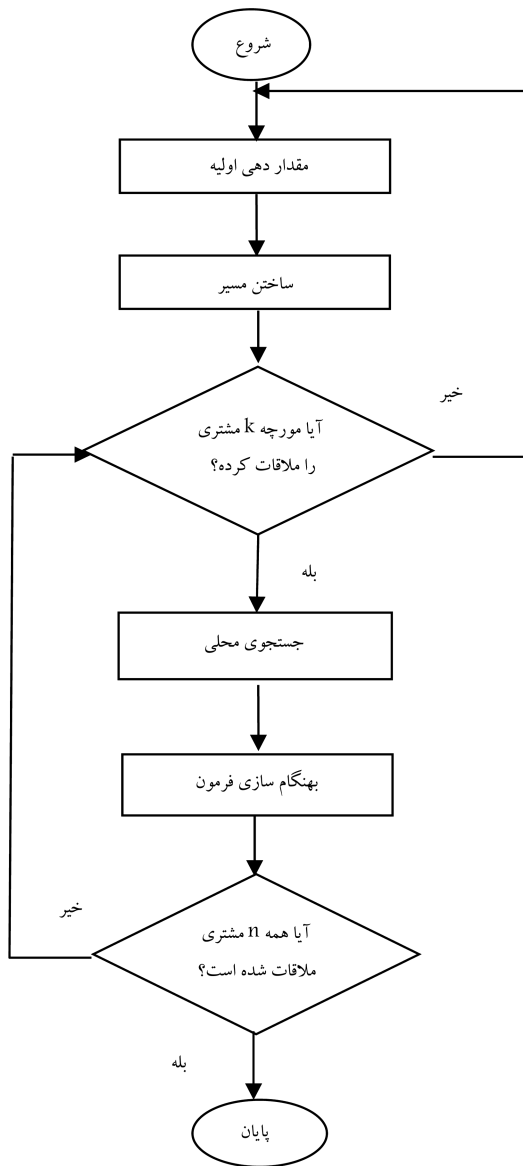 شروع
مقدار دهی اولیه
ساختن مسیر
خیر
آیا مورچه k مشتری
را ملاقات کرده؟
بله
جستجوی محلی
بهنگام سازی فرمون
خیر
آیا همه n مشتری
ملاقات شده است؟
بله
پایان